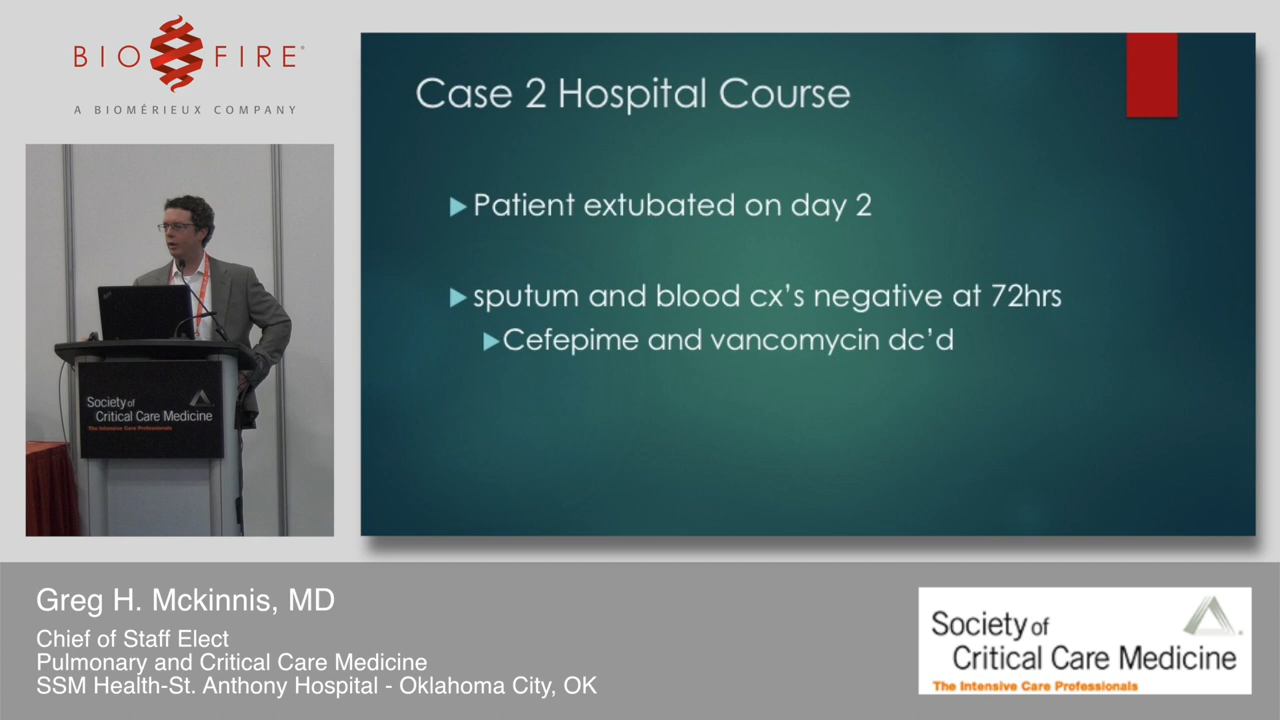 BIO FIRE®
A BIOMÉRIEUX COMPANY
Case 2 Hospital Course
Patient extubated on day 2
sputum and blood cx's negative at 72hrs
Cefepime and vancomycin dc'd
Society of
Critical Care Medicine
The Intensive Care Professionals
Greg H. Mckinnis, MD
Chief of Staff Elect
Pulmonary and Critical Care Medicine
SSM Health-St. Anthony Hospital - Oklahoma City, OK
Society of
Critical Care Medicine
The Intensive Care Professionals